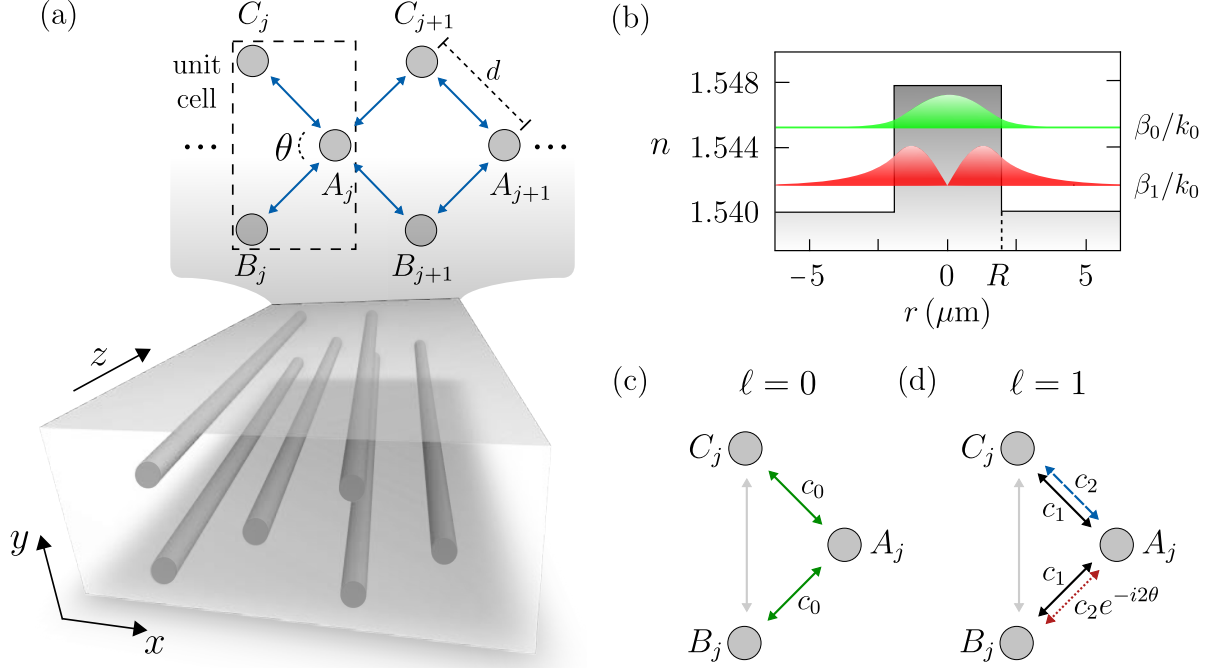 (a)
C_j
C_{j+1}
unit
cell
d
θ
...
...
A_j
A_{j+1}
B_j
B_{j+1}
z
y
x
(b)
1.548
1.544
1.540
n
β_0/k_0
β_1/k_0
−5
0
R
5
r (μm)
(c)
ℓ = 0
C_j
c_0
A_j
c_0
B_j
(d)
ℓ = 1
C_j
c_2
c_1
A_j
c_1
c_2e^{−i2θ}
B_j